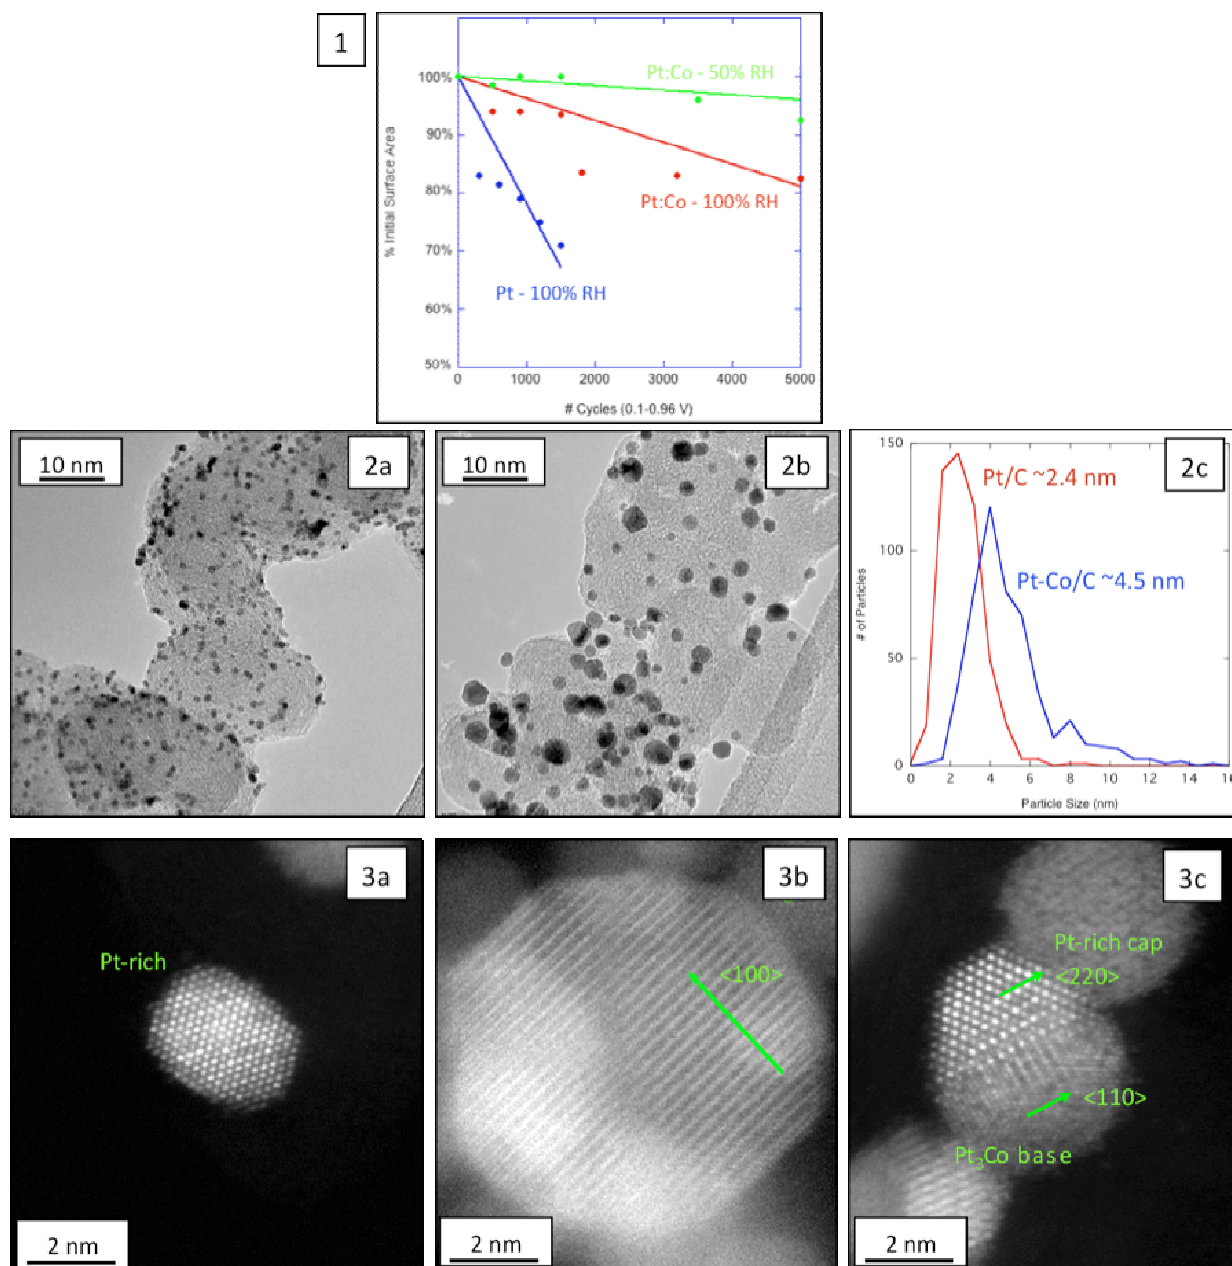 1
Pt:Co - 50% RH
Pt:Co - 100% RH
Pt - 100% RH
% Initial Surface Area
100%
90%
80%
70%
60%
50%
0 1000 2000 3000 4000 5000
# Cycles (0.1-0.96 V)
10 nm
2a
10 nm
2b
2c
150
100
50
0
Pt/C ~2.4 nm
Pt-Co/C ~4.5 nm
# of Particles
0 2 4 6 8 10 12 14 16
Particle Size (nm)
3a
Pt-rich
2 nm
3b
<100>
2 nm
3c
Pt-rich cap
<220>
<110>
Pt₃Co base
2 nm